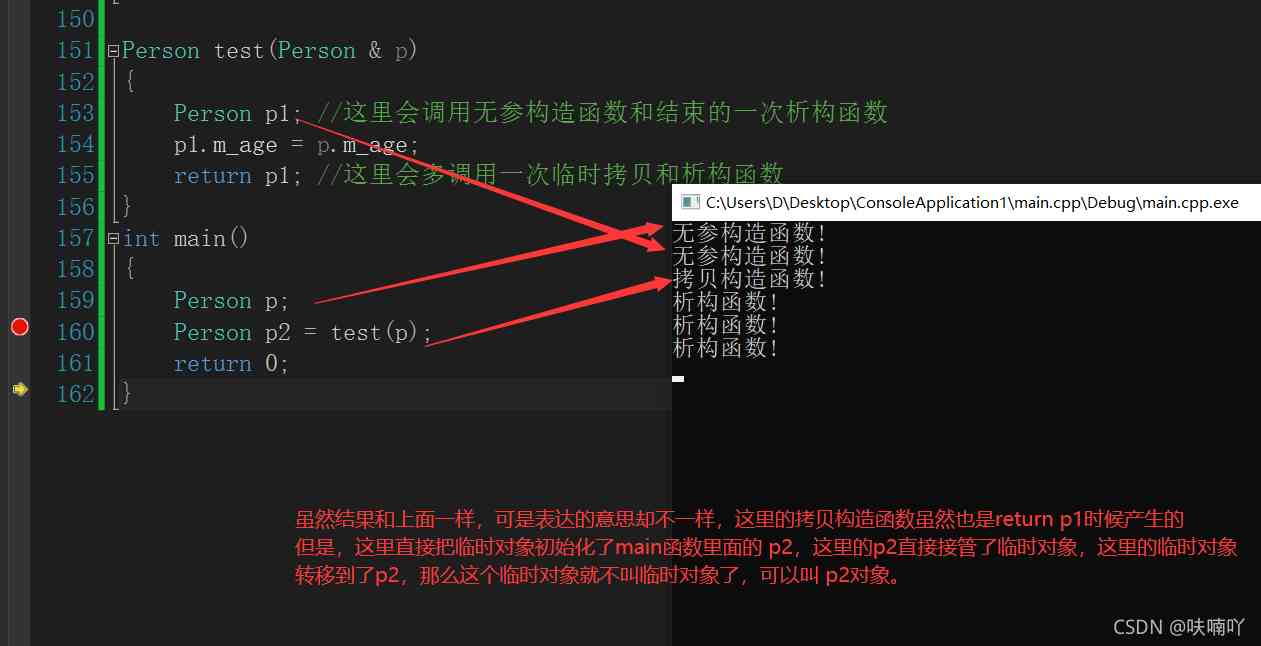 150
151 Person test(Person & p)
152 {
153 Person p1; //这里会调用无参构造函数和结束的一次析构函数
154 p1.m_age = p.m_age;
155 return p1; //这里会多调用一次临时拷贝和析构函数
156 }
157 int main()
158 {
159 Person p;
160 Person p2 = test(p);
161 return 0;
162 }
C:\Users\D\Desktop\ConsoleApplication1\main.cpp\Debug\main.cpp.exe
无参构造函数!
无参构造函数!
拷贝构造函数!
析构函数!
析构函数!
析构函数!
虽然结果和上面一样，可是表达的意思却不一样，这里的拷贝构造函数虽然也是return p1时候产生的
但是，这里直接把临时对象初始化了main函数里面的 p2，这里的p2直接接管了临时对象，这里的临时对象
转移到了p2，那么这个临时对象就不叫临时对象了，可以叫 p2对象。
CSDN @呋喃吖